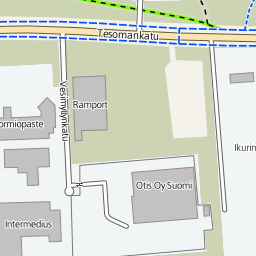 Tesomankatu
Vesimyllynkatu
Ramport
ormiopaste
Ikurin
Otis Oy Suomi
Intermedius